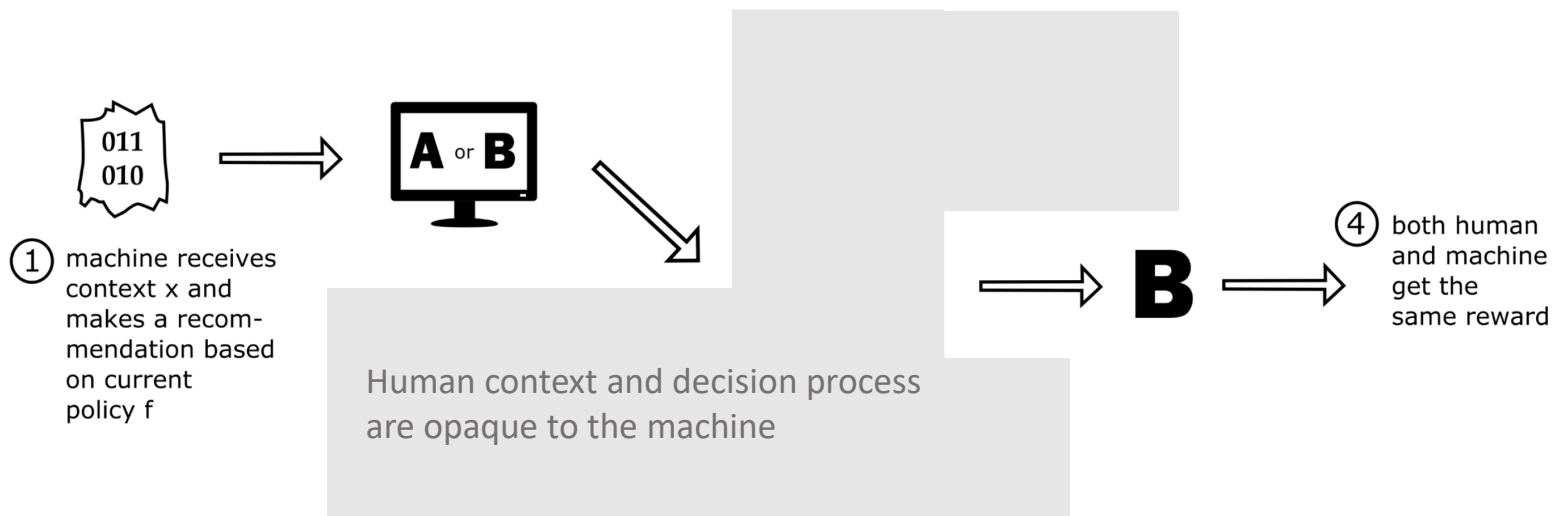 011
010
A or B
1
machine receives
context x and
makes a recom-
mendation based
on current
policy f
Human context and decision process
are opaque to the machine
B
4
both human
and machine
get the
same reward